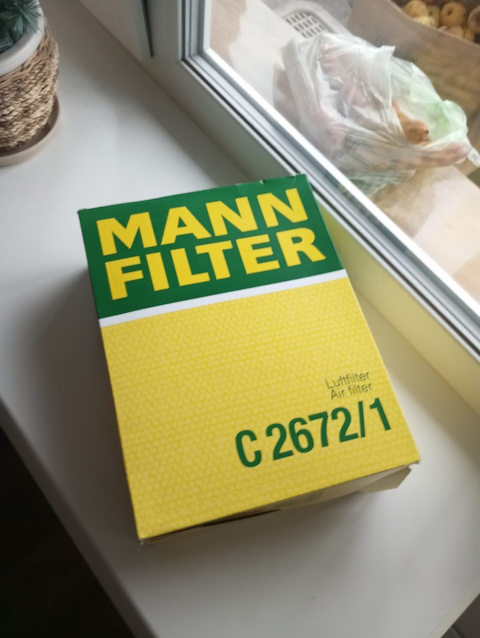 MANN
FILTER
Luftfilter
Air filter
C 2672/1